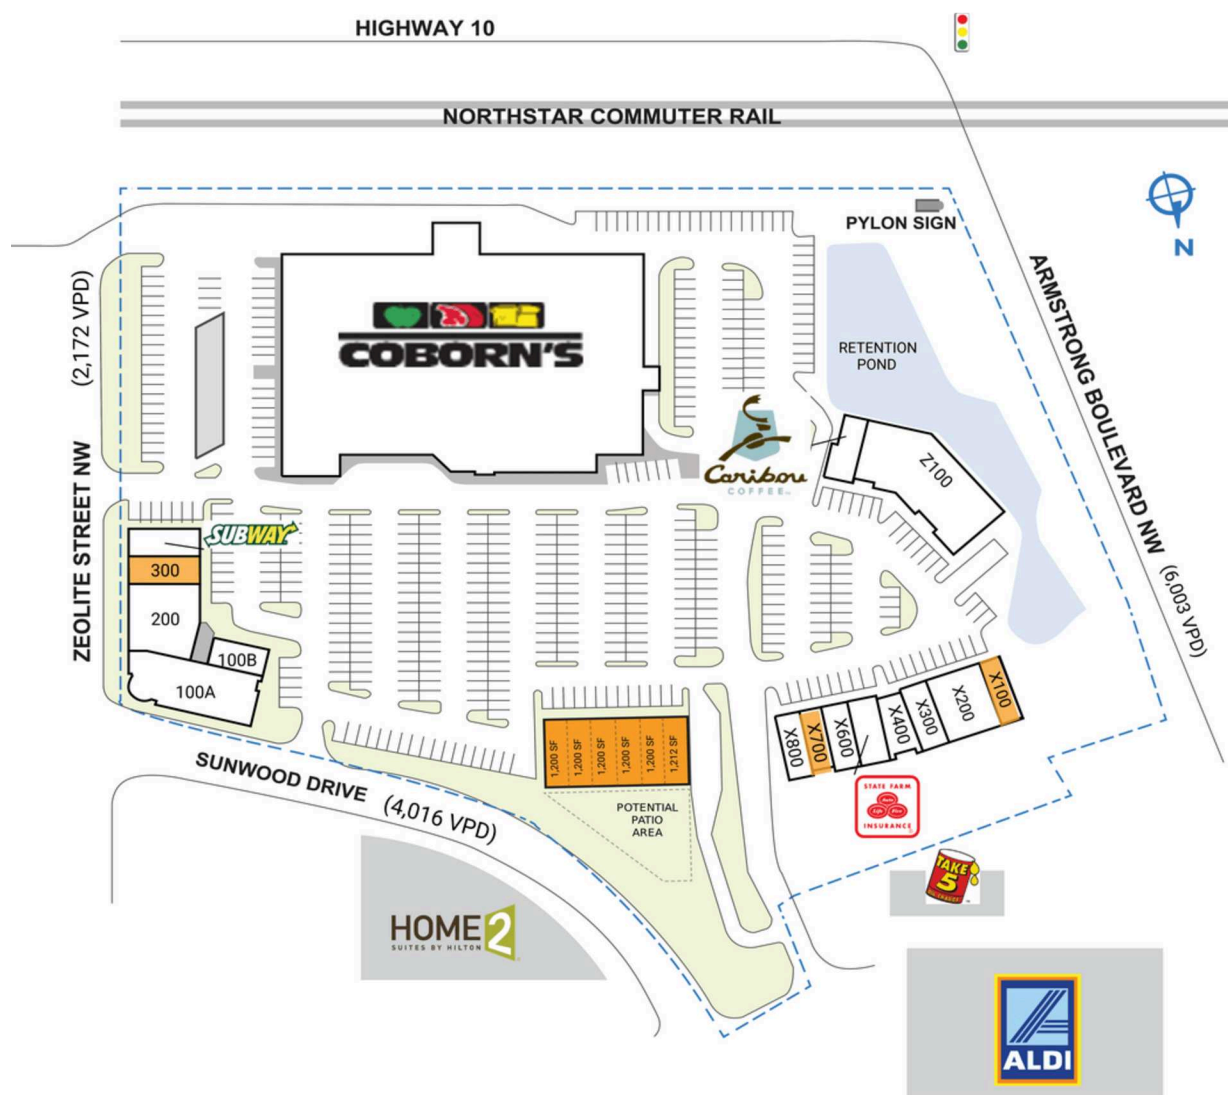 HIGHWAY 10
NORTHSTAR COMMUTER RAIL
PYLON SIGN
N
ARMSTRONG BOULEVARD NW (6,003 VPD)
ZEOLITE STREET NW (2,172 VPD)
COBORN'S
RETENTION
POND
Caribou
COFFEE
Z100
SUBWAY
300
200
100B
100A
X100
X200
X300
X400
X600
X700
X800
1,200 SF
1,200 SF
1,200 SF
1,200 SF
1,200 SF
1,212 SF
SUNWOOD DRIVE (4,016 VPD)
POTENTIAL
PATIO
AREA
STATE FARM
Auto
Life Fire
INSURANCE
TAKE
5
HOME2
SUITES BY HILTON
ALDI